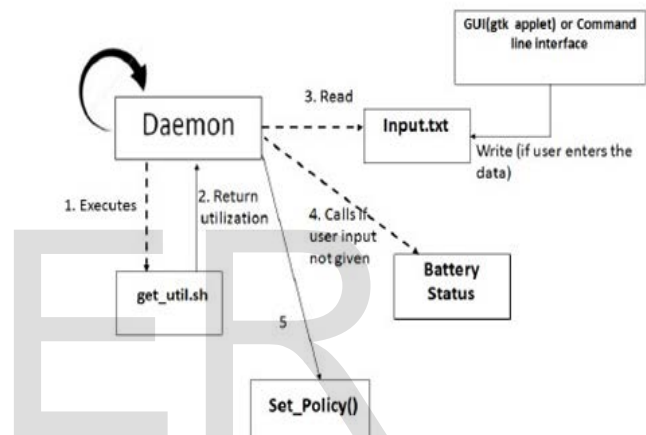 GUI(gtk applet) or Command
line interface
3. Read
Daemon
Input.txt
Write (if user enters the
data)
1. Executes
2. Return
utilization
4. Calls if
user input
not given
get_util.sh
Battery
Status
5
Set_Policy()
ER